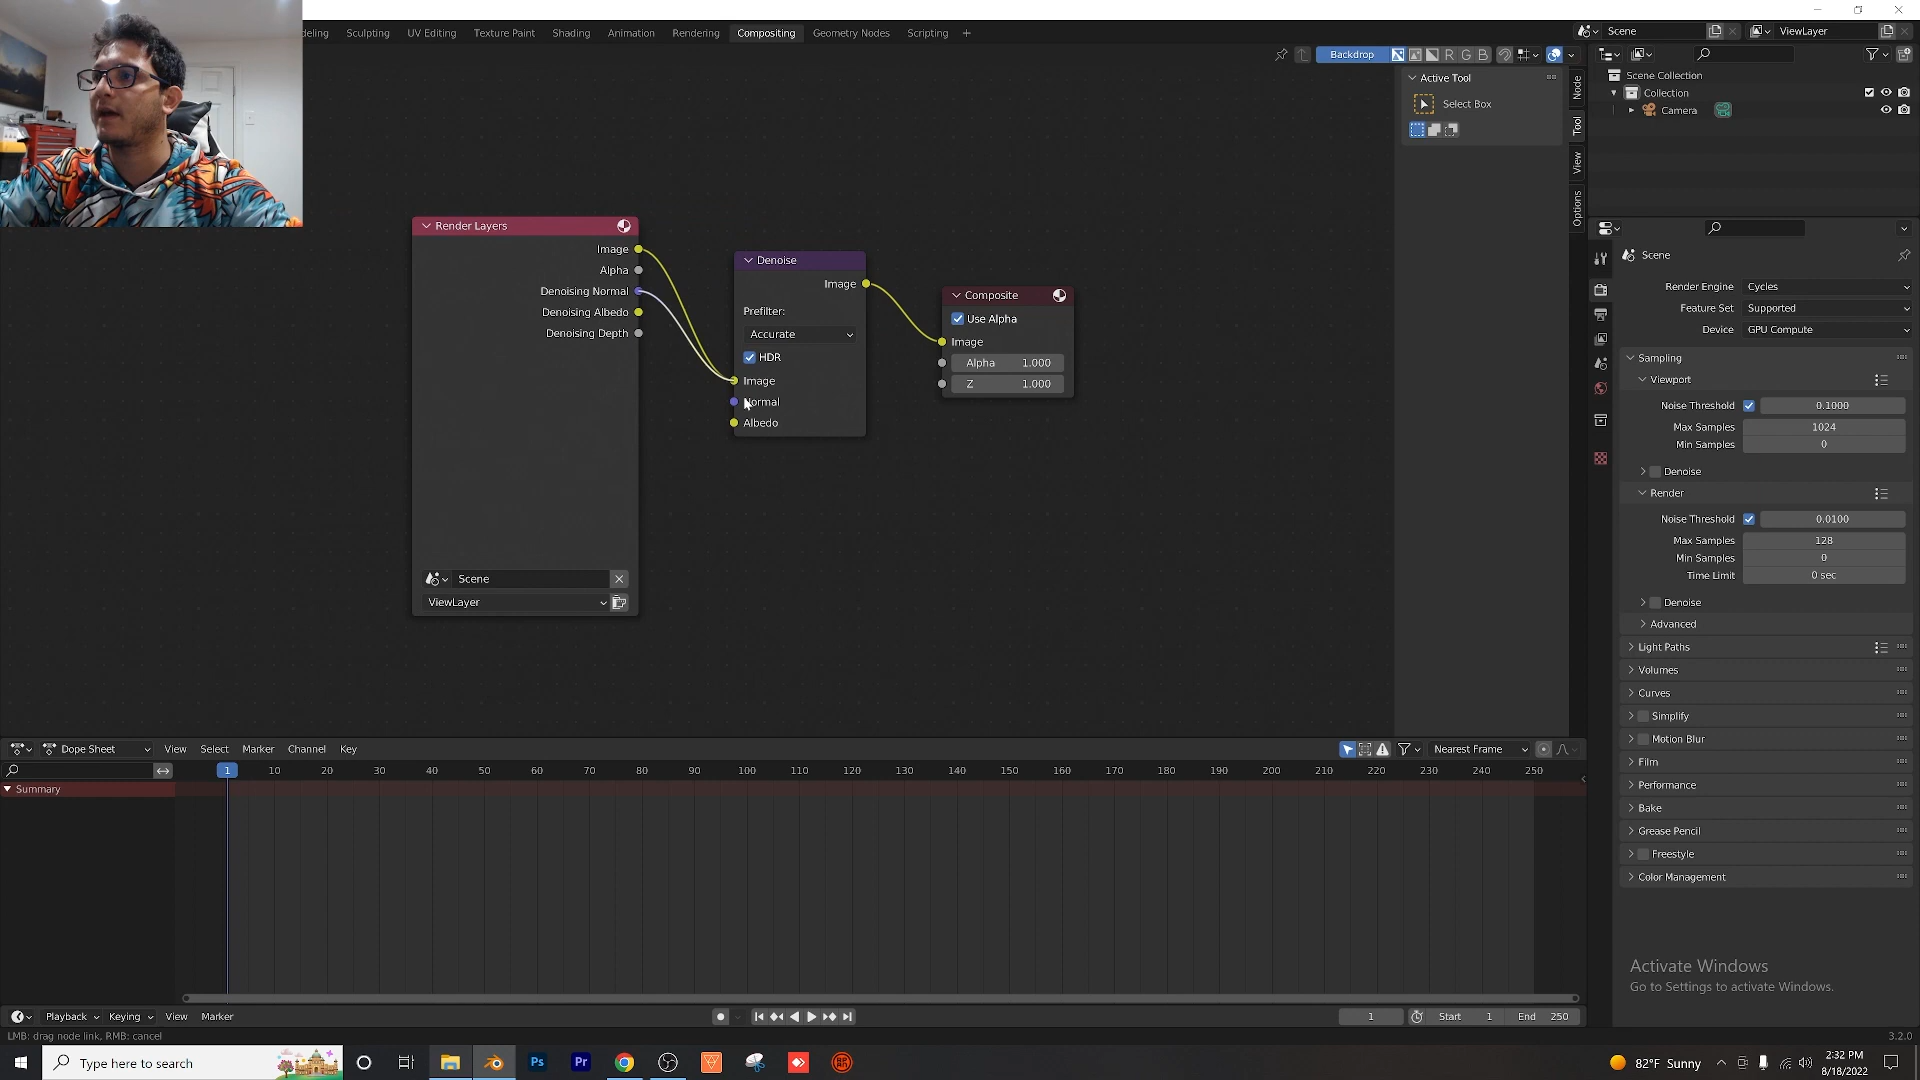 deling
Sculpting
UV Editing
Texture Paint
Shading
Animation
Rendering
Compositing
Geometry Nodes
Scripting
+
Scene
ViewLayer
Backdrop
R G B
Active Tool
Select Box
Node
Tool
View
Options
Scene Collection
Collection
Camera
Render Layers
Image
Alpha
Denoising Normal
Denoising Albedo
Denoising Depth
Scene
ViewLayer
Denoise
Image
Prefilter:
Accurate
HDR
Image
Normal
Albedo
Composite
Use Alpha
Image
Alpha 1.000
Z 1.000
Scene
Render Engine Cycles
Feature Set Supported
Device GPU Compute
Sampling
Viewport
Noise Threshold 0.1000
Max Samples 1024
Min Samples 0
Denoise
Render
Noise Threshold 0.0100
Max Samples 128
Min Samples 0
Time Limit 0 sec
Denoise
Advanced
Light Paths
Volumes
Curves
Simplify
Motion Blur
Film
Performance
Bake
Grease Pencil
Freestyle
Color Management
Activate Windows
Go to Settings to activate Windows.
Dope Sheet View Select Marker Channel Key
Nearest Frame
1 10 20 30 40 50 60 70 80 90 100 110 120 130 140 150 160 170 180 190 200 210 220 230 240 250
Summary
Playback Keying View Marker
1 Start 1 End 250
LMB: drag node link, RMB: cancel
3.2.0
Type here to search
Ps
Pr
82°F Sunny
2:32 PM
8/18/2022